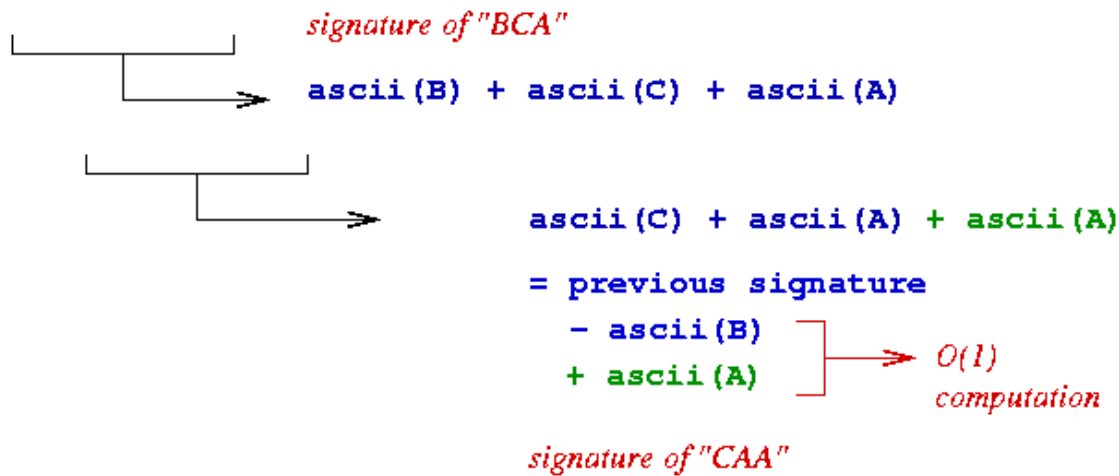 signature of "BCA"
ascii(B) + ascii(C) + ascii(A)
ascii(C) + ascii(A) + ascii(A)
= previous signature
- ascii(B)
+ ascii(A)
O(1)
computation
signature of "CAA"